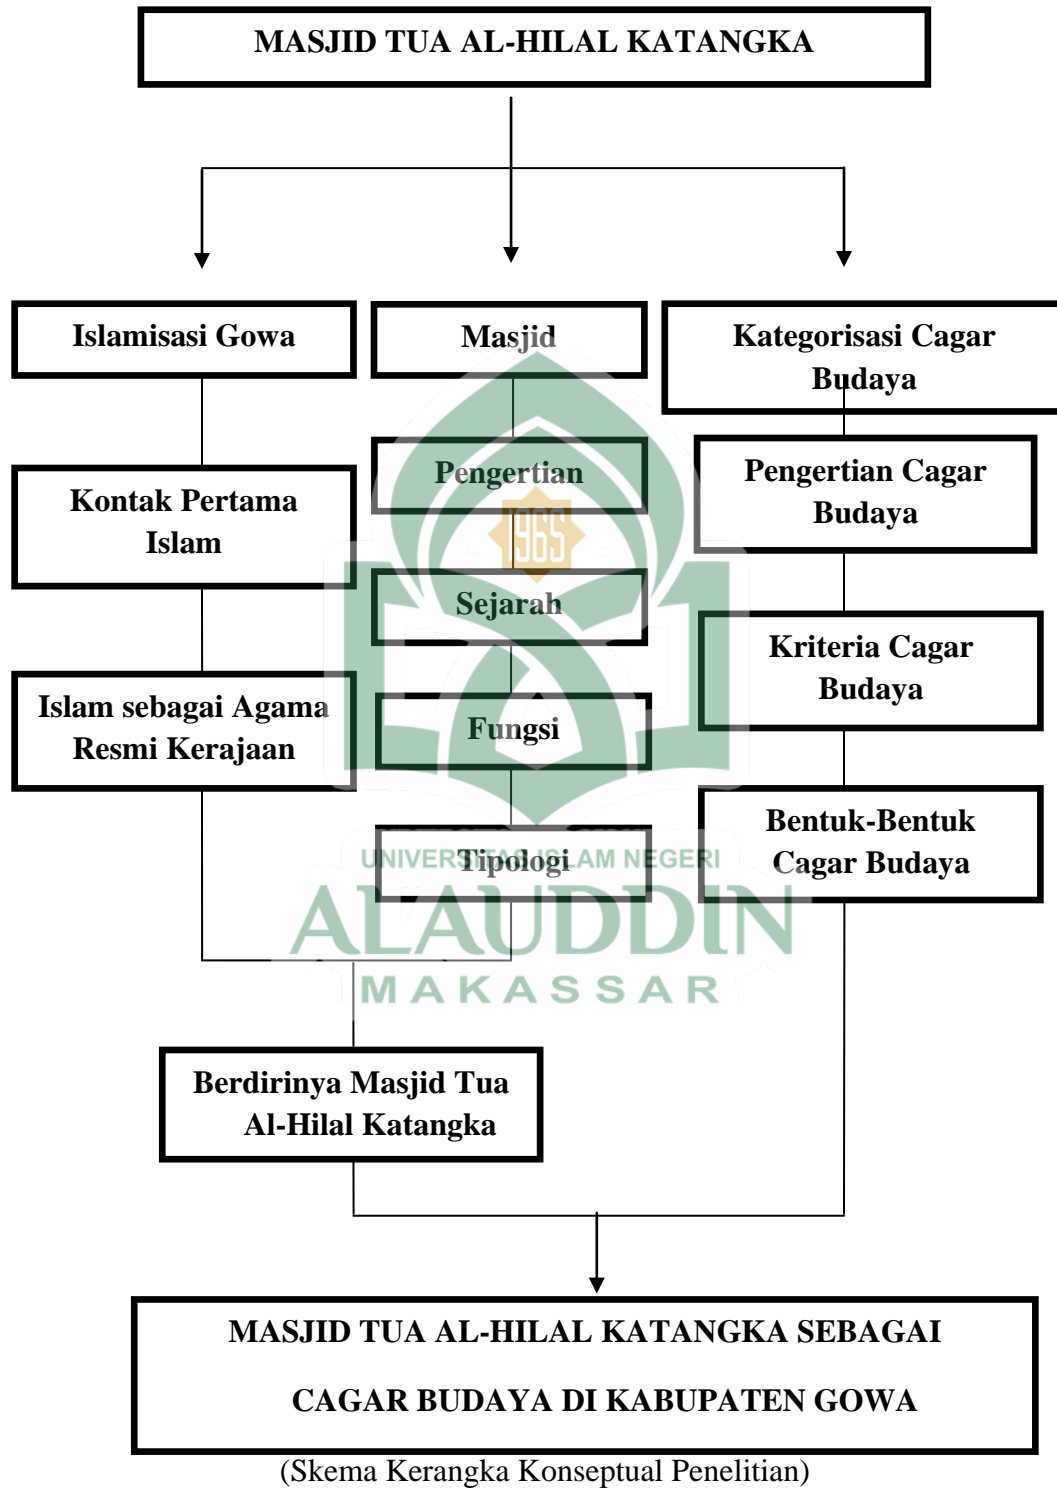 MASJID TUA AL-HILAL KATANGKA
Islamisasi Gowa
Masjid
Kategorisasi Cagar
Budaya
Kontak Pertama
Islam
Pengertian
Pengertian Cagar
Budaya
1965
Sejarah
Kriteria Cagar
Budaya
Islam sebagai Agama
Resmi Kerajaan
Fungsi
Bentuk-Bentuk
Cagar Budaya
Tipologi
UNIVERSITAS ISLAM NEGERI
ALAUDDIN
MAKASSAR
Berdirinya Masjid Tua
Al-Hilal Katangka
MASJID TUA AL-HILAL KATANGKA SEBAGAI
CAGAR BUDAYA DI KABUPATEN GOWA
(Skema Kerangka Konseptual Penelitian)